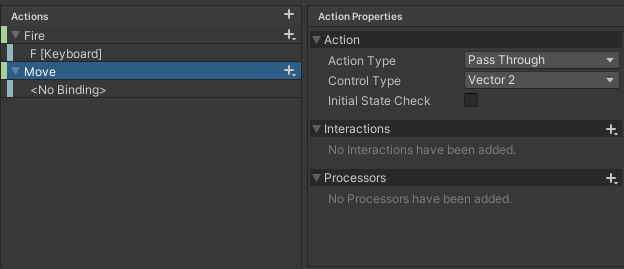 Actions
Fire
F [Keyboard]
Move
<No Binding>
Action Properties
Action
Action Type Pass Through
Control Type Vector 2
Initial State Check
Interactions
No Interactions have been added.
Processors
No Processors have been added.